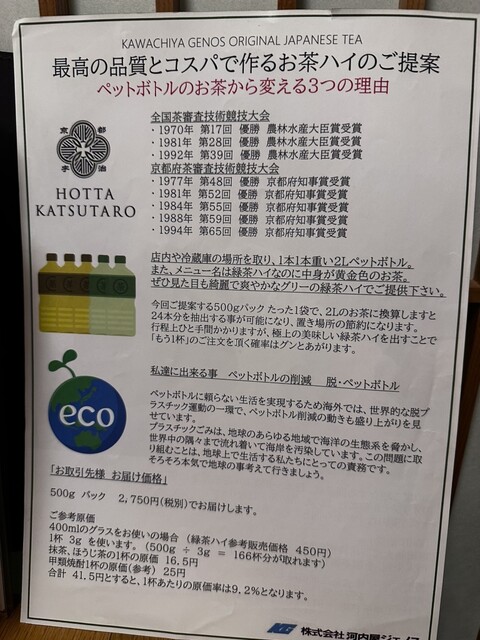 KAWACHIYA GENOS ORIGINAL JAPANESE TEA
最高の品質とコスパで作るお茶ハイのご提案
ペットボトルのお茶から変える3つの理由
京都
宇治
HOTTA
KATSUTARO
全国茶審査技術競技大会
・1970年 第17回 優勝 農林水産大臣賞受賞
・1981年 第28回 優勝 農林水産大臣賞受賞
・1992年 第39回 優勝 農林水産大臣賞受賞
京都府茶審査技術競技大会
・1977年 第48回 優勝 京都府知事賞受賞
・1981年 第52回 優勝 京都府知事賞受賞
・1984年 第55回 優勝 京都府知事賞受賞
・1988年 第59回 優勝 京都府知事賞受賞
・1994年 第65回 優勝 京都府知事賞受賞
店内や冷蔵庫の場所を取り、1本1本重い2Lペットボトル。
また、メニュー名は緑茶ハイなのに中身が黄金色のお茶。
ぜひ見た目も綺麗で爽やかなグリーンの緑茶ハイでご提供下さい。
今回ご提案する500gパック たった1袋で、2Lのお茶に換算しますと
24本分を抽出する事が可能になり、置き場所の節約になります。
行程上ひと手間かかりますが、極上の美味しい緑茶ハイを出すことで
「もう1杯」のご注文を頂く確率はグンとあがります。
eco
私達に出来る事 ペットボトルの削減 脱・ペットボトル
ペットボトルに頼らない生活を実現するため海外では、世界的な脱プ
ラスチック運動の一環で、ペットボトル削減の動きも盛り上がりを見
せています。
プラスチックごみは、地球のあらゆる地域で海洋の生態系を脅かし、
世界中の隅々まで流れ着いて海岸を汚染しています。この問題に取
り組むことは、地球上で生活する私たちにとっての責務です。
そろそろ本気で地球の事考えて行きましょう。
「お取引先様 お届け価格」
500g パック 2,750円(税別)でお届けします。
ご参考原価
400mlのグラスをお使いの場合 (緑茶ハイ参考販売価格 450円)
1杯 3g を使います。 (500g ÷ 3g = 166杯分が取れます)
抹茶、ほうじ茶の1杯の原価 16.5円
甲類焼酎1杯の原価(参考) 25円
合計 41.5円とすると、1杯あたりの原価率は9,2%となります。
株式会社 河内屋ジェノス